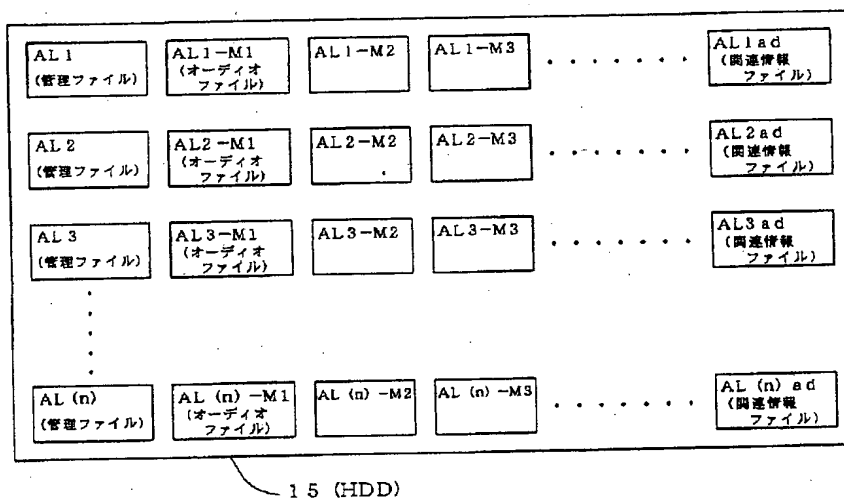 AL1
(管理ファイル)
AL1-M1
(オーディオ
ファイル)
AL1-M2
AL1-M3
AL1ad
(関連情報
ファイル)
AL2
(管理ファイル)
AL2-M1
(オーディオ
ファイル)
AL2-M2
AL2-M3
AL2ad
(関連情報
ファイル)
AL3
(管理ファイル)
AL3-M1
(オーディオ
ファイル)
AL3-M2
AL3-M3
AL3ad
(関連情報
ファイル)
AL(n)
(管理ファイル)
AL(n)-M1
(オーディオ
ファイル)
AL(n)-M2
AL(n)-M3
AL(n)ad
(関連情報
ファイル)
15(HDD)